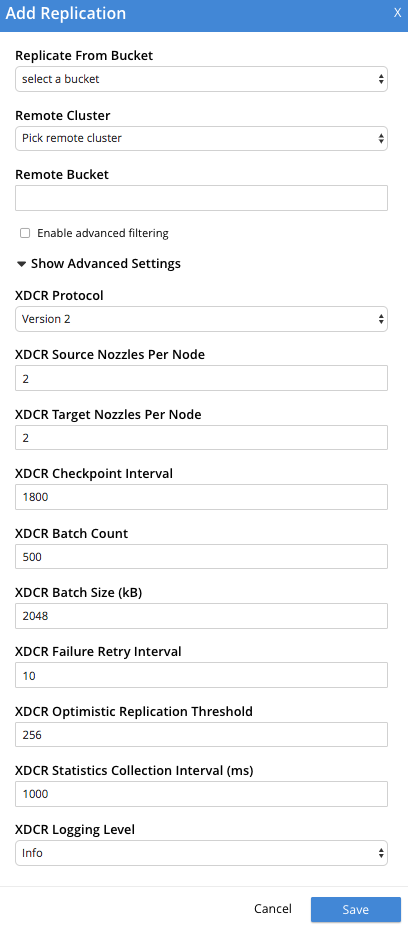 Add Replication X
Replicate From Bucket
select a bucket
Remote Cluster
Pick remote cluster
Remote Bucket
Enable advanced filtering
Show Advanced Settings
XDCR Protocol
Version 2
XDCR Source Nozzles Per Node
2
XDCR Target Nozzles Per Node
2
XDCR Checkpoint Interval
1800
XDCR Batch Count
500
XDCR Batch Size (kB)
2048
XDCR Failure Retry Interval
10
XDCR Optimistic Replication Threshold
256
XDCR Statistics Collection Interval (ms)
1000
XDCR Logging Level
Info
Cancel Save